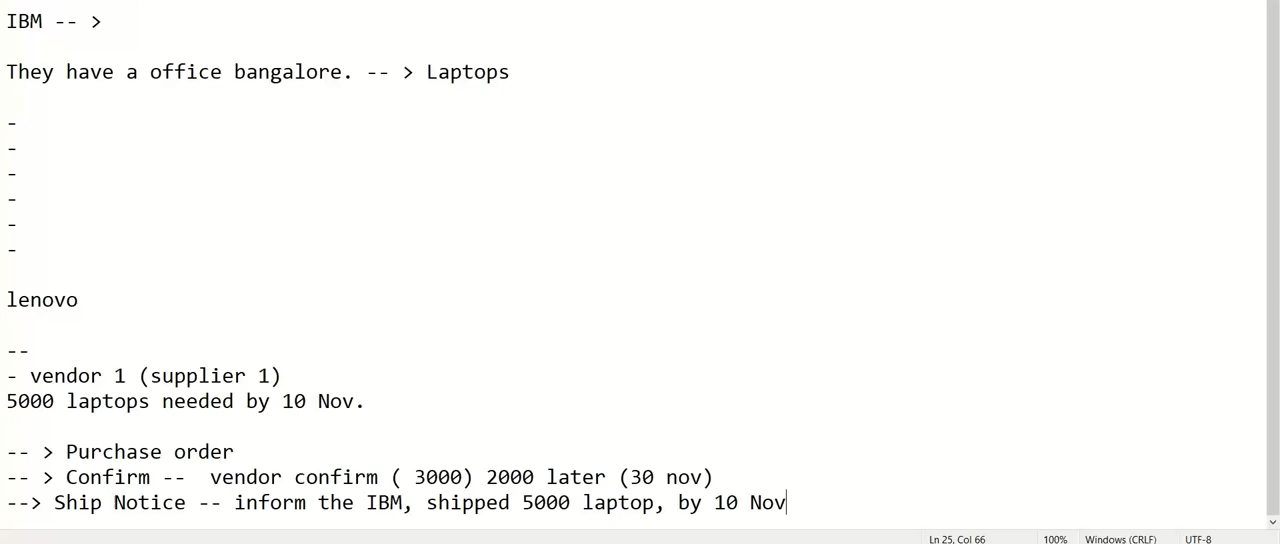 IBM -- >
They have a office bangalore. -- > Laptops
-
-
-
-
-
-
lenovo
--
- vendor 1 (supplier 1)
5000 laptops needed by 10 Nov.
-- > Purchase order
-- > Confirm --  vendor confirm ( 3000) 2000 later (30 nov)
--> Ship Notice -- inform the IBM, shipped 5000 laptop, by 10 Nov
Ln 25, Col 66 100% Windows (CRLF) UTF-8